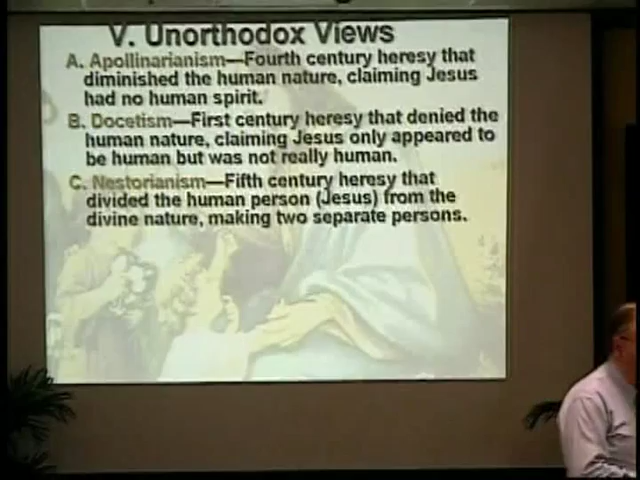 V. Unorthodox Views
A. Apollinarianism—Fourth century heresy that
diminished the human nature, claiming Jesus
had no human spirit.
B. Docetism—First century heresy that denied the
human nature, claiming Jesus only appeared to
be human but was not really human.
C. Nestorianism—Fifth century heresy that
divided the human person (Jesus) from the
divine nature, making two separate persons.